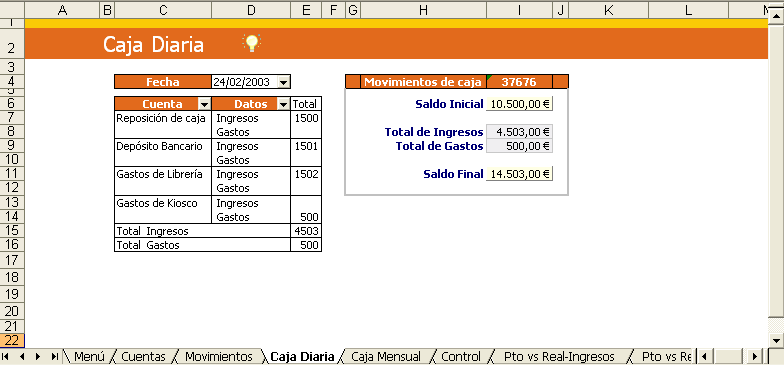 A B C D E F G H I J K L
1
2 Caja Diaria
3
4 Fecha 24/02/2003 Movimientos de caja 37676
5
6 Cuenta Datos Total Saldo Inicial 10.500,00 €
7 Reposición de caja Ingresos 1500
8 Gastos Total de Ingresos 4.503,00 €
9 Depósito Bancario Ingresos 1501 Total de Gastos 500,00 €
10 Gastos
11 Gastos de Librería Ingresos 1502 Saldo Final 14.503,00 €
12 Gastos
13 Gastos de Kiosco Ingresos
14 Gastos 500
15 Total Ingresos 4503
16 Total Gastos 500
17
18
19
20
21
22
Menú Cuentas Movimientos Caja Diaria Caja Mensual Control Pto vs Real-Ingresos Pto vs Re